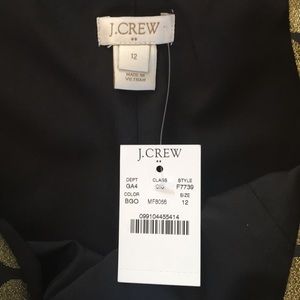 J.CREW
12
MADE IN
VIETNAM
J.CREW
DEPT CLASS STYLE
GA4 F7739
COLOR SIZE
BGO MF8056 12
099104455414